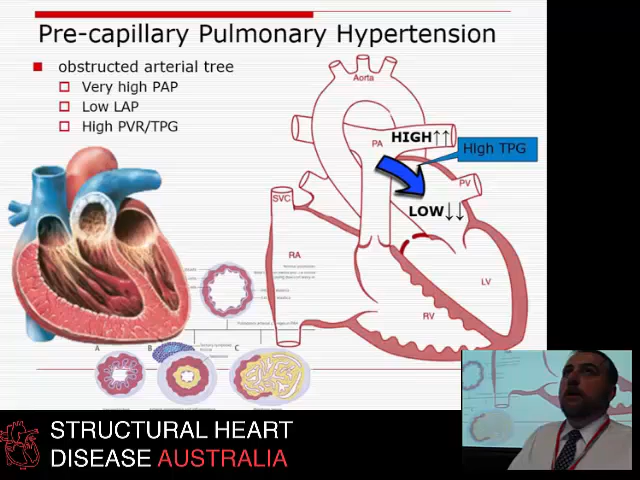 Pre-capillary Pulmonary Hypertension
obstructed arterial tree
Very high PAP
Low LAP
High PVR/TPG
Aorta
PA
HIGH↑↑
High TPG
PV
LOW↓↓
SVC
RA
LV
RV
A
B
C
STRUCTURAL HEART
DISEASE AUSTRALIA